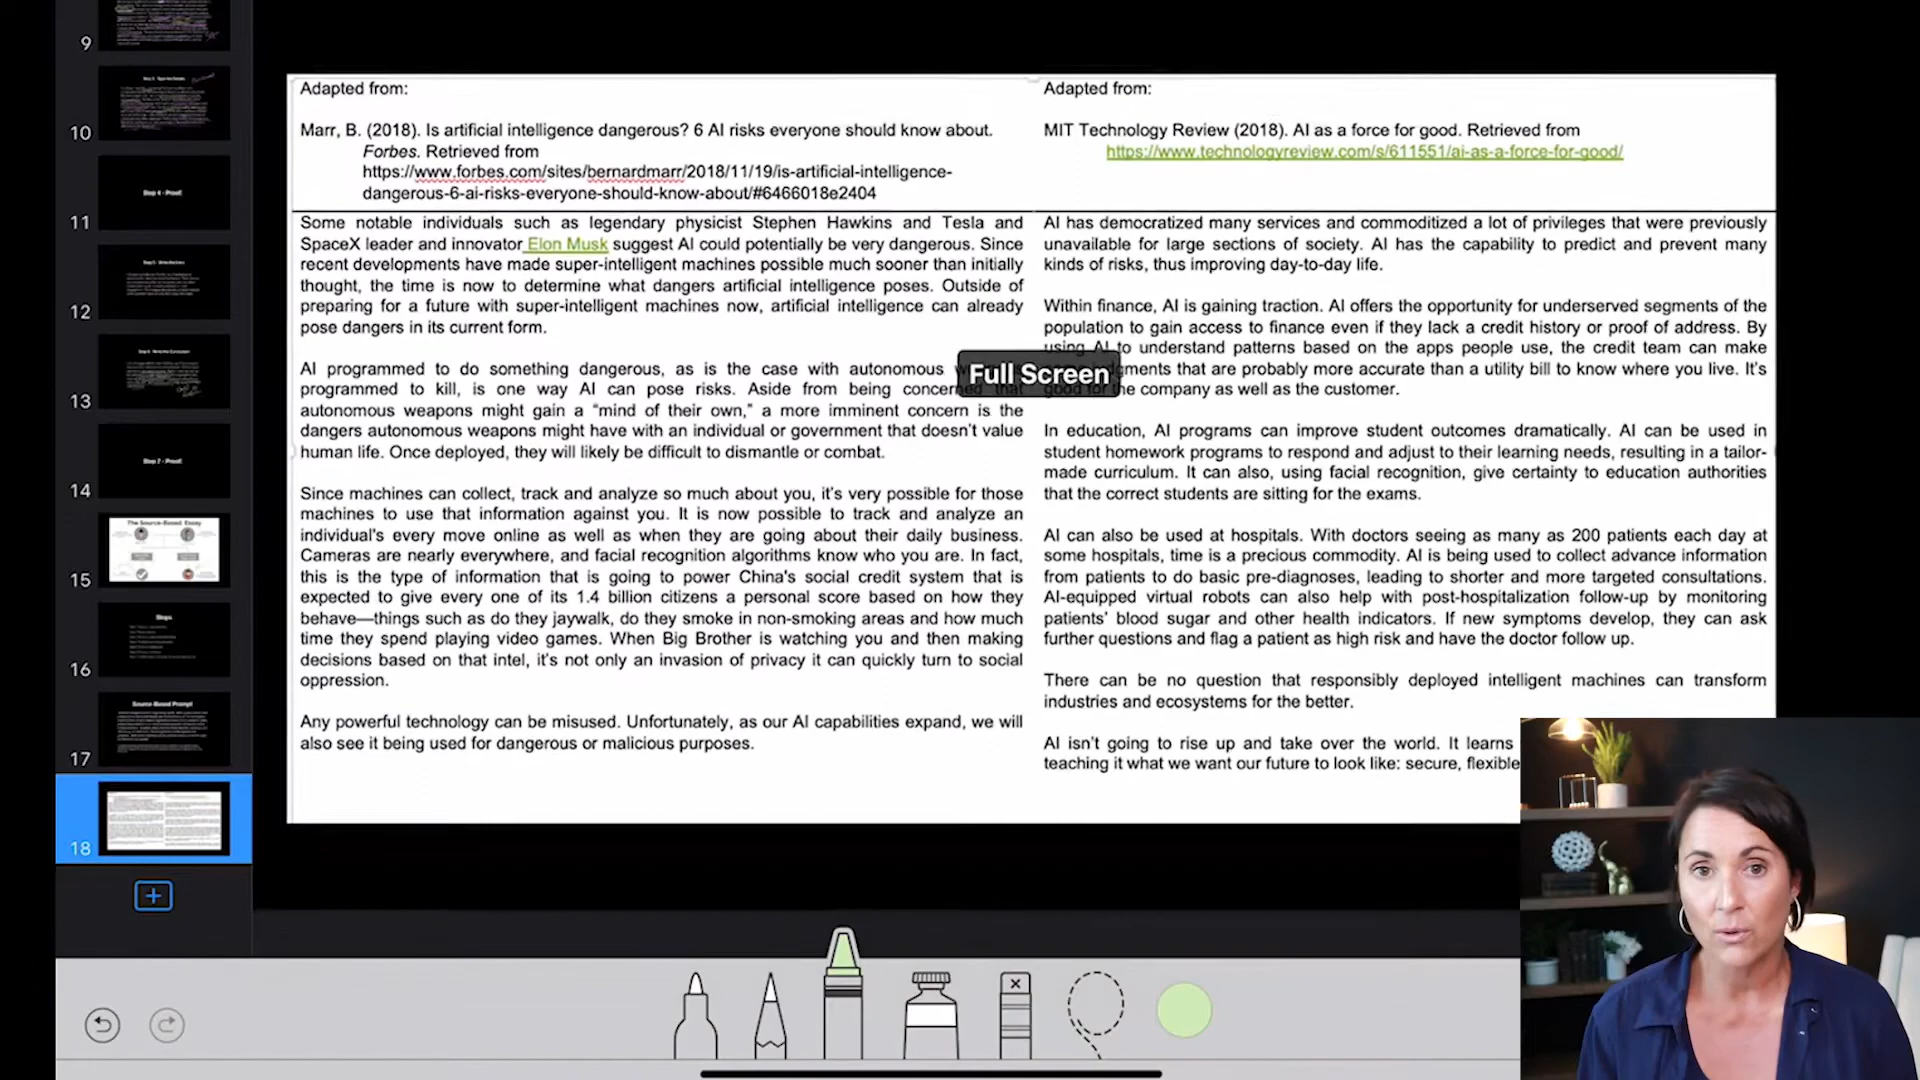 9
10
11
Step 4 - Proof!
12
13
14
Step 7 - Proof!
15
The Source-Based Essay
16
Steps
17
Source-Based Prompt
18
Adapted from:
Marr, B. (2018). Is artificial intelligence dangerous? 6 AI risks everyone should know about.
Forbes. Retrieved from
https://www.forbes.com/sites/bernardmarr/2018/11/19/is-artificial-intelligence-
dangerous-6-ai-risks-everyone-should-know-about/#6466018e2404
Some notable individuals such as legendary physicist Stephen Hawkins and Tesla and
SpaceX leader and innovator Elon Musk suggest AI could potentially be very dangerous. Since
recent developments have made super-intelligent machines possible much sooner than initially
thought, the time is now to determine what dangers artificial intelligence poses. Outside of
preparing for a future with super-intelligent machines now, artificial intelligence can already
pose dangers in its current form.
AI programmed to do something dangerous, as is the case with autonomous
programmed to kill, is one way AI can pose risks. Aside from being concerned that
autonomous weapons might gain a “mind of their own,” a more imminent concern is the
dangers autonomous weapons might have with an individual or government that doesn’t value
human life. Once deployed, they will likely be difficult to dismantle or combat.
Since machines can collect, track and analyze so much about you, it’s very possible for those
machines to use that information against you. It is now possible to track and analyze an
individual's every move online as well as when they are going about their daily business.
Cameras are nearly everywhere, and facial recognition algorithms know who you are. In fact,
this is the type of information that is going to power China's social credit system that is
expected to give every one of its 1.4 billion citizens a personal score based on how they
behave—things such as do they jaywalk, do they smoke in non-smoking areas and how much
time they spend playing video games. When Big Brother is watching you and then making
decisions based on that intel, it’s not only an invasion of privacy it can quickly turn to social
oppression.
Any powerful technology can be misused. Unfortunately, as our AI capabilities expand, we will
also see it being used for dangerous or malicious purposes.
Adapted from:
MIT Technology Review (2018). AI as a force for good. Retrieved from
https://www.technologyreview.com/s/611551/ai-as-a-force-for-good/
AI has democratized many services and commoditized a lot of privileges that were previously
unavailable for large sections of society. AI has the capability to predict and prevent many
kinds of risks, thus improving day-to-day life.
Within finance, AI is gaining traction. AI offers the opportunity for underserved segments of the
population to gain access to finance even if they lack a credit history or proof of address. By
using AI to understand patterns based on the apps people use, the credit team can make
that are probably more accurate than a utility bill to know where you live. It’s
good for the company as well as the customer.
In education, AI programs can improve student outcomes dramatically. AI can be used in
student homework programs to respond and adjust to their learning needs, resulting in a tailor-
made curriculum. It can also, using facial recognition, give certainty to education authorities
that the correct students are sitting for the exams.
AI can also be used at hospitals. With doctors seeing as many as 200 patients each day at
some hospitals, time is a precious commodity. AI is being used to collect advance information
from patients to do basic pre-diagnoses, leading to shorter and more targeted consultations.
AI-equipped virtual robots can also help with post-hospitalization follow-up by monitoring
patients’ blood sugar and other health indicators. If new symptoms develop, they can ask
further questions and flag a patient as high risk and have the doctor follow up.
There can be no question that responsibly deployed intelligent machines can transform
industries and ecosystems for the better.
AI isn’t going to rise up and take over the world. It learns
teaching it what we want our future to look like: secure, flexible
Full Screen